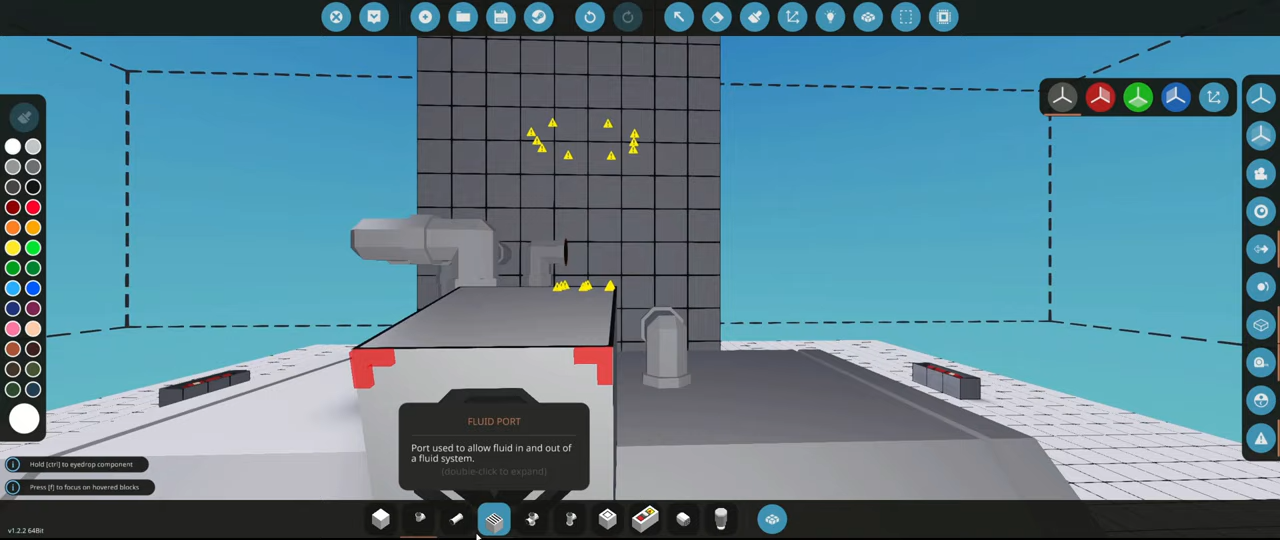 FLUID PORT
Port used to allow fluid in and out of
a fluid system.
(double-click to expand)
Hold [ctrl] to eyedrop component
Press [f] to focus on hovered blocks
v1.2.2 64Bit